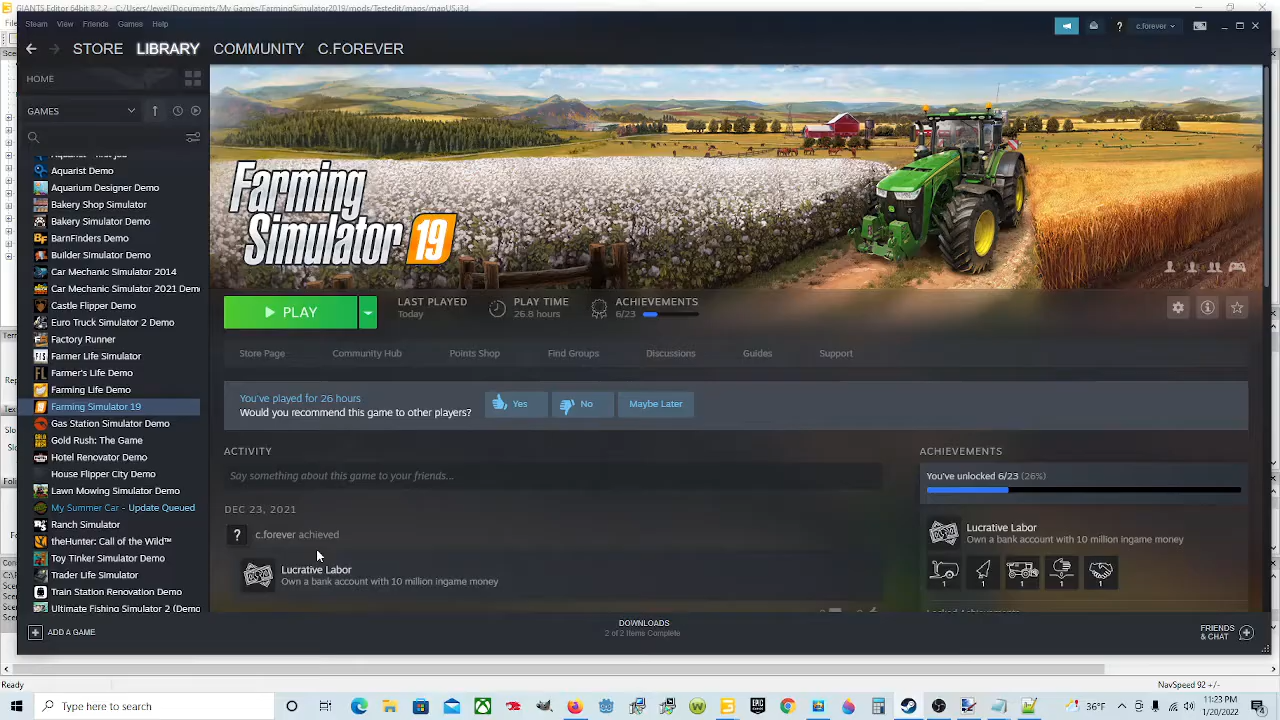 GIANTS Editor 64bit 8.2.2 - C:/Users/Jewel/Documents/My Games/FarmingSimulator2019/mods/Testedit/maps/mapUS.i3d
Steam View Friends Games Help
c.forever
STORE LIBRARY COMMUNITY C.FOREVER
HOME
GAMES
Aquarist Demo
Aquarium Designer Demo
Bakery Shop Simulator
Bakery Simulator Demo
BarnFinders Demo
Builder Simulator Demo
Car Mechanic Simulator 2014
Car Mechanic Simulator 2021 Demo
Castle Flipper Demo
Euro Truck Simulator 2 Demo
Factory Runner
Farmer Life Simulator
Farmer's Life Demo
Farming Life Demo
Farming Simulator 19
Gas Station Simulator Demo
Gold Rush: The Game
Hotel Renovator Demo
House Flipper City Demo
Lawn Mowing Simulator Demo
My Summer Car - Update Queued
Ranch Simulator
theHunter: Call of the Wild™
Toy Tinker Simulator Demo
Trader Life Simulator
Train Station Renovation Demo
Ultimate Fishing Simulator 2 (Demo
ADD A GAME
Farming
Simulator 19
PLAY
LAST PLAYED
Today
PLAY TIME
26.8 hours
ACHIEVEMENTS
6/23
Store Page Community Hub Points Shop Find Groups Discussions Guides Support
You've played for 26 hours
Would you recommend this game to other players?
Yes No Maybe Later
ACTIVITY
Say something about this game to your friends...
DEC 23, 2021
c.forever achieved
Lucrative Labor
Own a bank account with 10 million ingame money
ACHIEVEMENTS
You've unlocked 6/23 (26%)
Lucrative Labor
Own a bank account with 10 million ingame money
1 1 1 1 1
DOWNLOADS
2 of 2 Items Complete
FRIENDS
& CHAT
Ready
NavSpeed 92 +/-
Type here to search
36°F
11:23 PM
1/20/2022